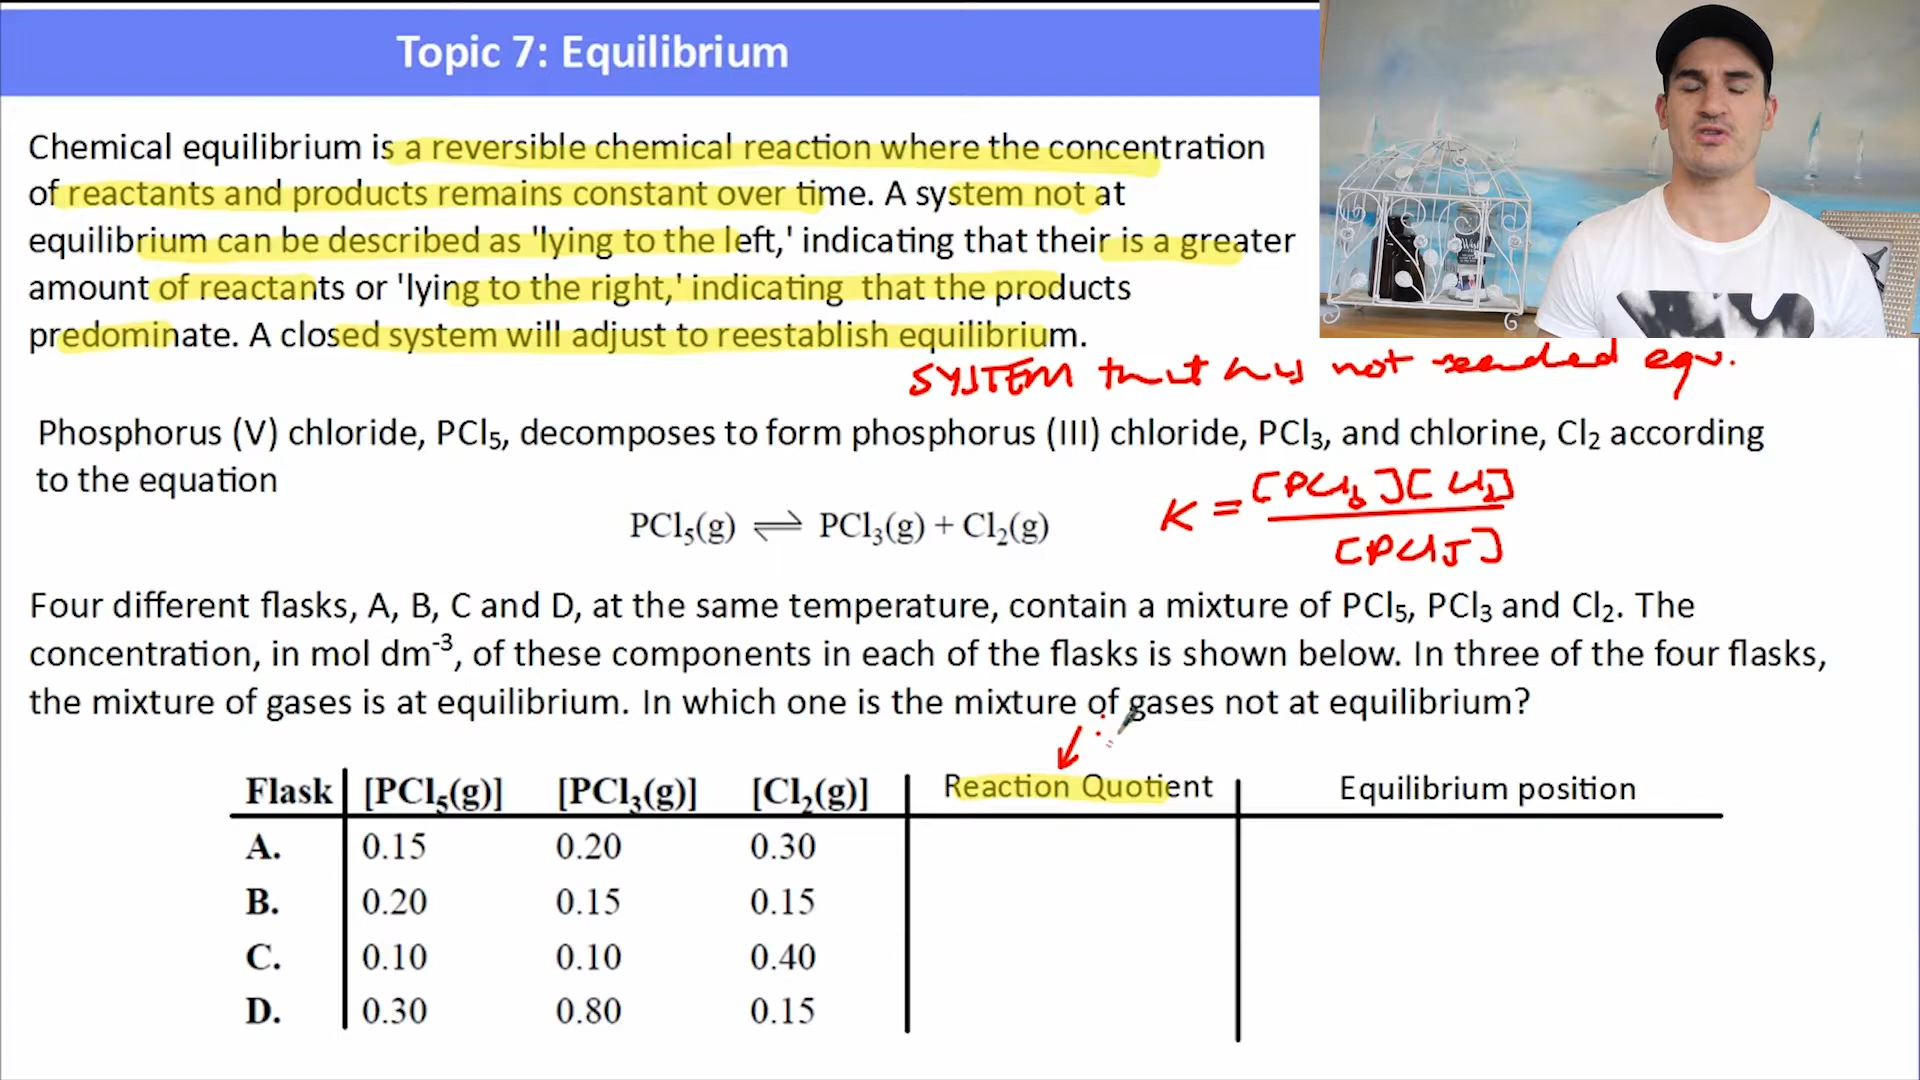 Topic 7: Equilibrium
Chemical equilibrium is a reversible chemical reaction where the concentration
of reactants and products remains constant over time. A system not at
equilibrium can be described as 'lying to the left,' indicating that their is a greater
amount of reactants or 'lying to the right,' indicating that the products
predominate. A closed system will adjust to reestablish equilibrium.
SYSTEM that has not reached eqv.
Phosphorus (V) chloride, PCl₅, decomposes to form phosphorus (III) chloride, PCl₃, and chlorine, Cl₂ according
to the equation
PCl₅(g) ⇌ PCl₃(g) + Cl₂(g)
K = [PCl₃][Cl₂]
[PCl5]
Four different flasks, A, B, C and D, at the same temperature, contain a mixture of PCl₅, PCl₃ and Cl₂. The
concentration, in mol dm⁻³, of these components in each of the flasks is shown below. In three of the four flasks,
the mixture of gases is at equilibrium. In which one is the mixture of gases not at equilibrium?
Flask [PCl₅(g)] [PCl₃(g)] [Cl₂(g)] Reaction Quotient Equilibrium position
A. 0.15 0.20 0.30
B. 0.20 0.15 0.15
C. 0.10 0.10 0.40
D. 0.30 0.80 0.15